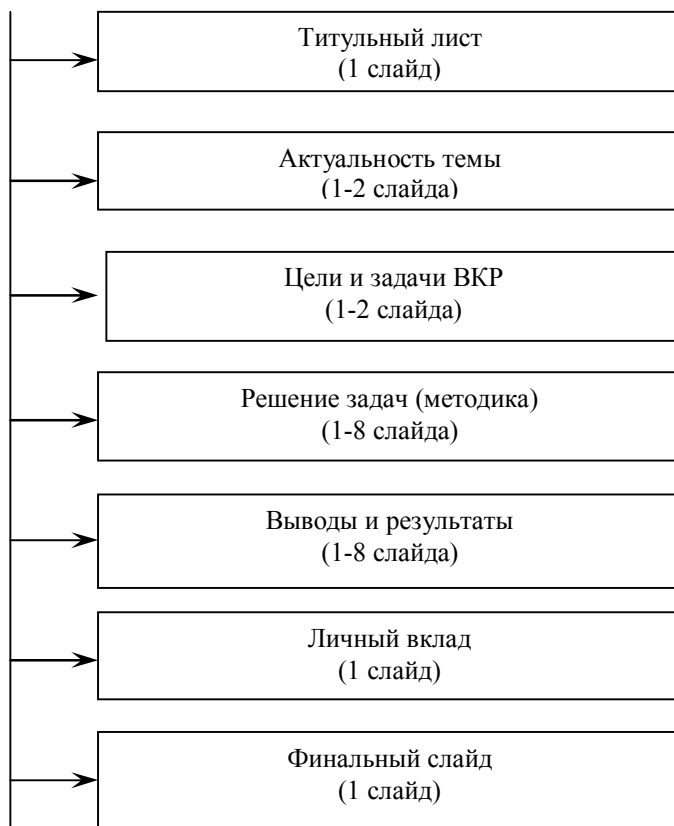 Титульный лист
(1 слайд)
Актуальность темы
(1-2 слайда)
Цели и задачи ВКР
(1-2 слайда)
Решение задач (методика)
(1-8 слайда)
Выводы и результаты
(1-8 слайда)
Личный вклад
(1 слайд)
Финальный слайд
(1 слайд)